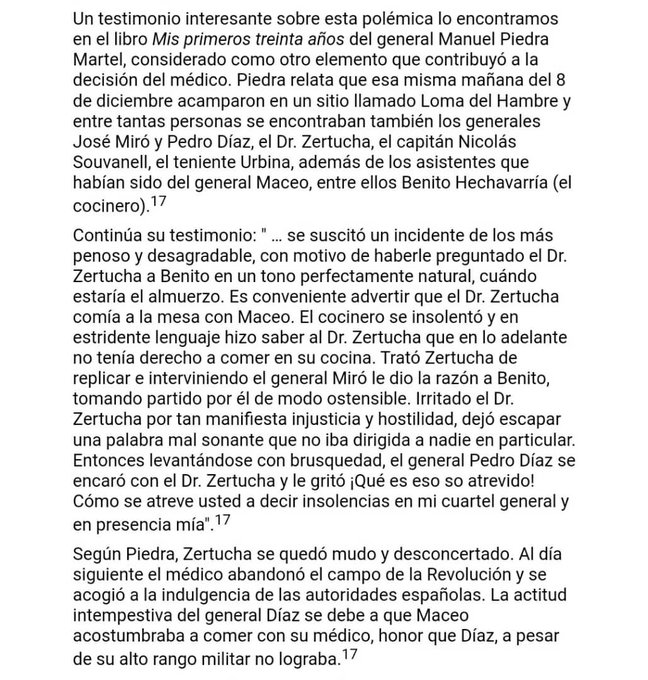 Un testimonio interesante sobre esta polémica lo encontramos
en el libro Mis primeros treinta años del general Manuel Piedra
Martel, considerado como otro elemento que contribuyó a la
decisión del médico. Piedra relata que esa misma mañana del 8
de diciembre acamparon en un sitio llamado Loma del Hambre y
entre tantas personas se encontraban también los generales
José Miró y Pedro Díaz, el Dr. Zertucha, el capitán Nicolás
Souvanell, el teniente Urbina, además de los asistentes que
habían sido del general Maceo, entre ellos Benito Hechavarría (el
cocinero).17
Continúa su testimonio: " … se suscitó un incidente de los más
penoso y desagradable, con motivo de haberle preguntado el Dr.
Zertucha a Benito en un tono perfectamente natural, cuándo
estaría el almuerzo. Es conveniente advertir que el Dr. Zertucha
comía a la mesa con Maceo. El cocinero se insolentó y en
estridente lenguaje hizo saber al Dr. Zertucha que en lo adelante
no tenía derecho a comer en su cocina. Trató Zertucha de
replicar e interviniendo el general Miró le dio la razón a Benito,
tomando partido por él de modo ostensible. Irritado el Dr.
Zertucha por tan manifiesta injusticia y hostilidad, dejó escapar
una palabra mal sonante que no iba dirigida a nadie en particular.
Entonces levantándose con brusquedad, el general Pedro Díaz se
encaró con el Dr. Zertucha y le gritó ¡Qué es eso so atrevido!
Cómo se atreve usted a decir insolencias en mi cuartel general y
en presencia mía".17
Según Piedra, Zertucha se quedó mudo y desconcertado. Al día
siguiente el médico abandonó el campo de la Revolución y se
acogió a la indulgencia de las autoridades españolas. La actitud
intempestiva del general Díaz se debe a que Maceo
acostumbraba a comer con su médico, honor que Díaz, a pesar
de su alto rango militar no lograba.17